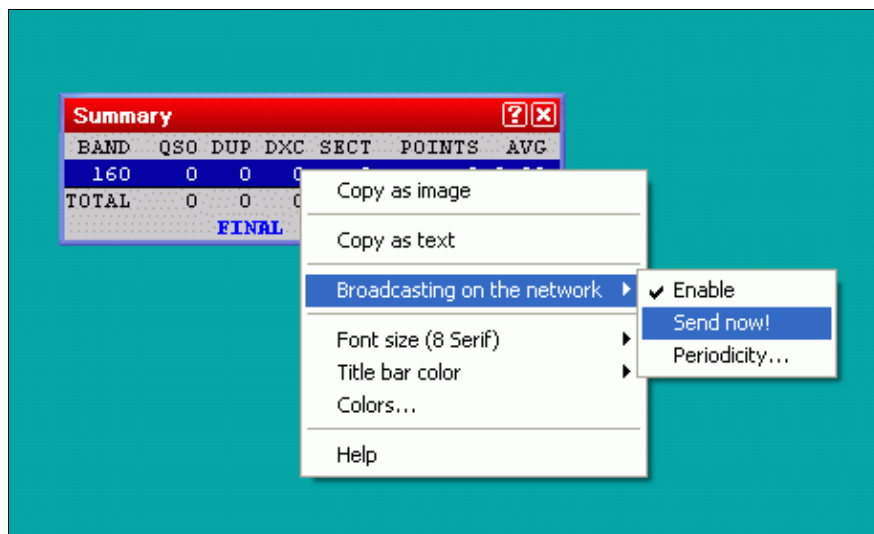 Summary
BAND QSO DUP DXC SECT POINTS AVG
160 0 0 0
TOTAL 0 0 0
FINAL
Copy as image
Copy as text
Broadcasting on the network
Font size (8 Serif)
Title bar color
Colors...
Help
Enable
Send now!
Periodicity...